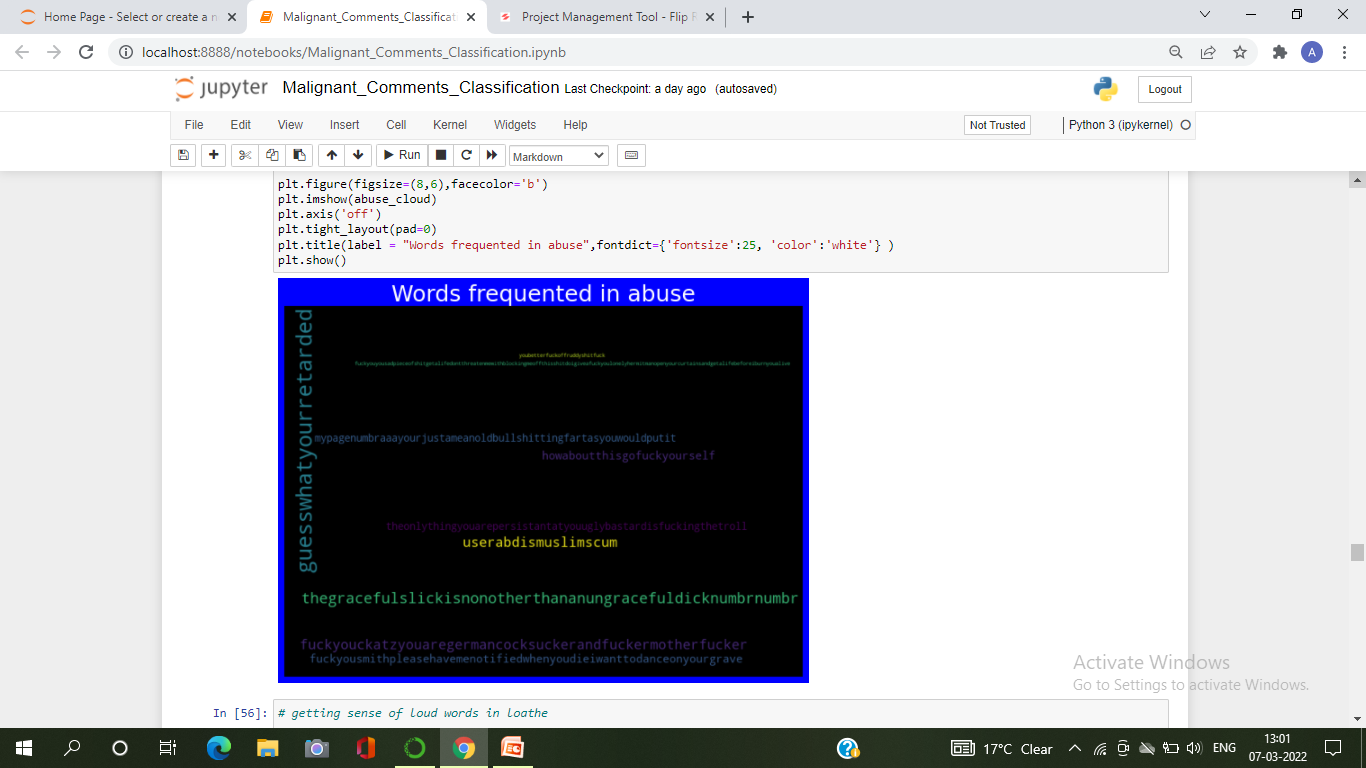 Home Page - Select or create a n
Malignant_Comments_Classificat
Project Management Tool - Flip R
localhost:8888/notebooks/Malignant_Comments_Classification.ipynb
A
jupyter Malignant_Comments_Classification Last Checkpoint: a day ago (autosaved)
Logout
File Edit View Insert Cell Kernel Widgets Help
Not Trusted
Python 3 (ipykernel)
Run
Markdown
plt.figure(figsize=(8,6),facecolor='b')
plt.imshow(abuse_cloud)
plt.axis('off')
plt.tight_layout(pad=0)
plt.title(label = "Words frequented in abuse",fontdict={'fontsize':25, 'color':'white'} )
plt.show()
Words frequented in abuse
guesswhatyourretarded
youbetterfuckoffruddyshitfuck
mypagenumbraaayourjustameanoldbullshittingfartasyouwouldputit
howaboutthisgofuckyourself
theonlythingyouarepersistantatyouuglybastardisfuckingthetroll
userabdismuslimscum
thegracefulslickisnonotherthananungracefuldicknumbrnumbr
fuckyouckatzyouaregermancocksuckerandfuckermotherfucker
fuckyousmithpleasehavemenotifiedwhenyoudieiwanttodanceonyourgrave
Activate Windows
Go to Settings to activate Windows.
In [56]: # getting sense of loud words in loathe
17°C Clear
ENG
13:01
07-03-2022